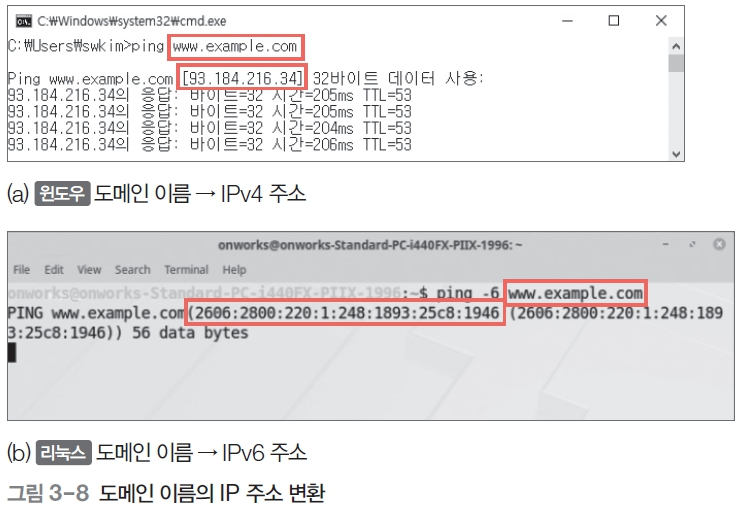 C:\Windows\system32\cmd.exe
C:\Users\swkim>ping www.example.com
Ping www.example.com [93.184.216.34] 32바이트 데이터 사용:
93.184.216.34의 응답: 바이트=32 시간=205ms TTL=53
93.184.216.34의 응답: 바이트=32 시간=205ms TTL=53
93.184.216.34의 응답: 바이트=32 시간=204ms TTL=53
93.184.216.34의 응답: 바이트=32 시간=206ms TTL=53
(a) 윈도우 도메인 이름 → IPv4 주소
onworks@onworks-Standard-PC-i440FX-PIIX-1996: ~
File Edit View Search Terminal Help
onworks@onworks-Standard-PC-i440FX-PIIX-1996:~$ ping -6 www.example.com
PING www.example.com(2606:2800:220:1:248:1893:25c8:1946 (2606:2800:220:1:248:189
3:25c8:1946)) 56 data bytes
(b) 리눅스 도메인 이름 → IPv6 주소
그림 3-8 도메인 이름의 IP 주소 변환